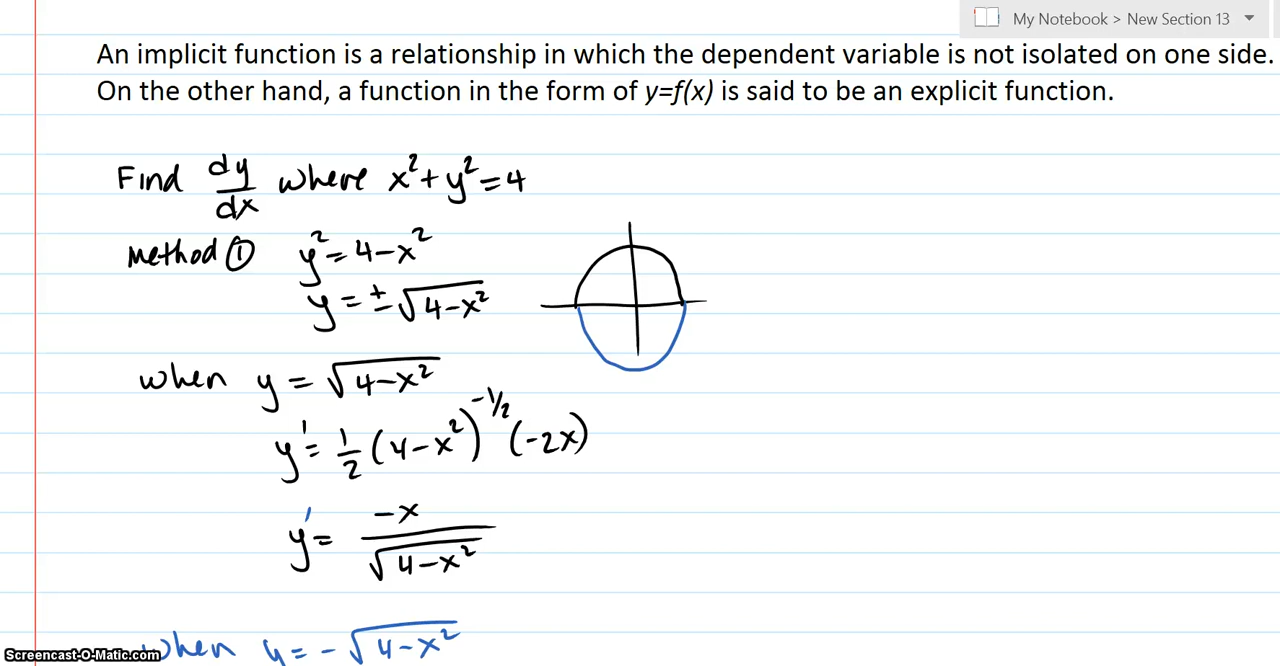 My Notebook > New Section 13
An implicit function is a relationship in which the dependent variable is not isolated on one side.
On the other hand, a function in the form of y=f(x) is said to be an explicit function.
Find dy/dx where x²+y²=4
Method ① y²=4-x²
y=±√(4-x²)
when y=√(4-x²)
y'=1/2(4-x²)^(-1/2)(-2x)
y'=-x/√(4-x²)
when y=-√(4-x²)
Screencast-O-Matic.com